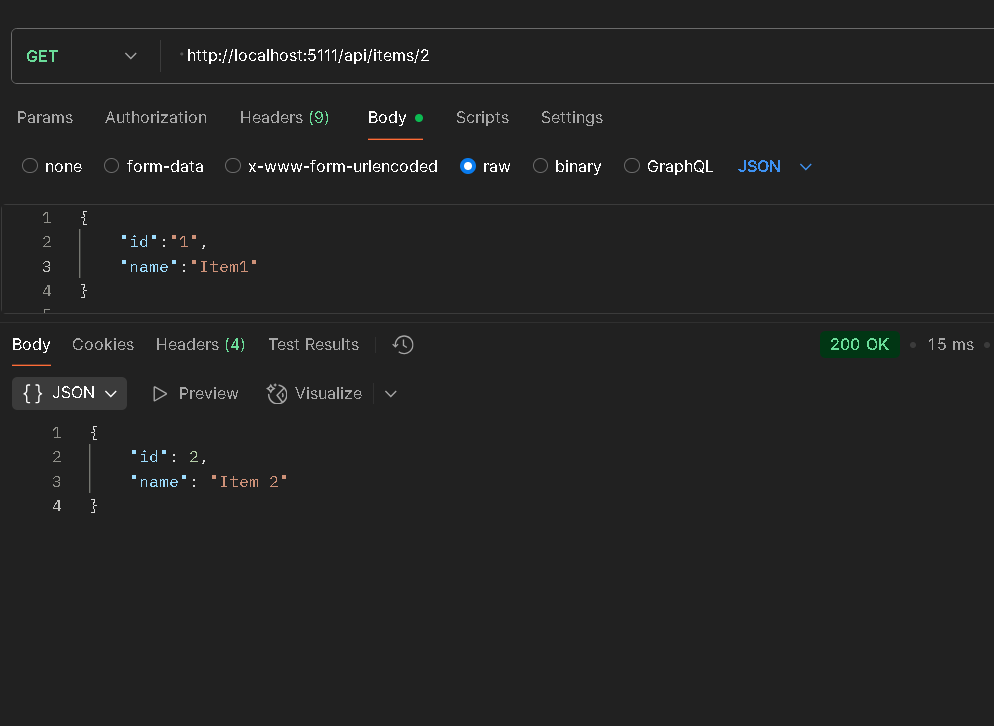 GET http://localhost:5111/api/items/2
Params Authorization Headers (9) Body Scripts Settings
none form-data x-www-form-urlencoded raw binary GraphQL JSON
1 {
2 "id":"1",
3 "name":"Item1"
4 }
Body Cookies Headers (4) Test Results 200 OK 15 ms
{} JSON Preview Visualize
1 {
2 "id": 2,
3 "name": "Item 2"
4 }